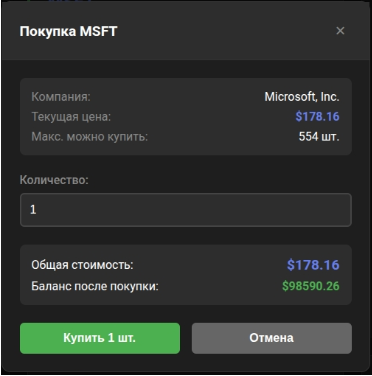 Покупка MSFT ×
Компания: Microsoft, Inc.
Текущая цена: $178.16
Макс. можно купить: 554 шт.
Количество:
1
Общая стоимость: $178.16
Баланс после покупки: $98590.26
Купить 1 шт. Отмена